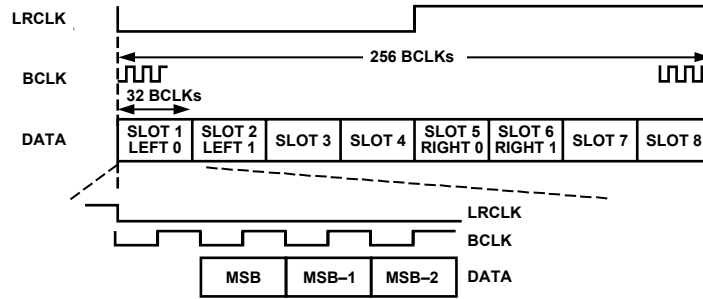 LRCLK
256 BCLKs
BCLK
32 BCLKs
DATA
SLOT 1
LEFT 0
SLOT 2
LEFT 1
SLOT 3
SLOT 4
SLOT 5
RIGHT 0
SLOT 6
RIGHT 1
SLOT 7
SLOT 8
LRCLK
BCLK
MSB
MSB–1
MSB–2
DATA